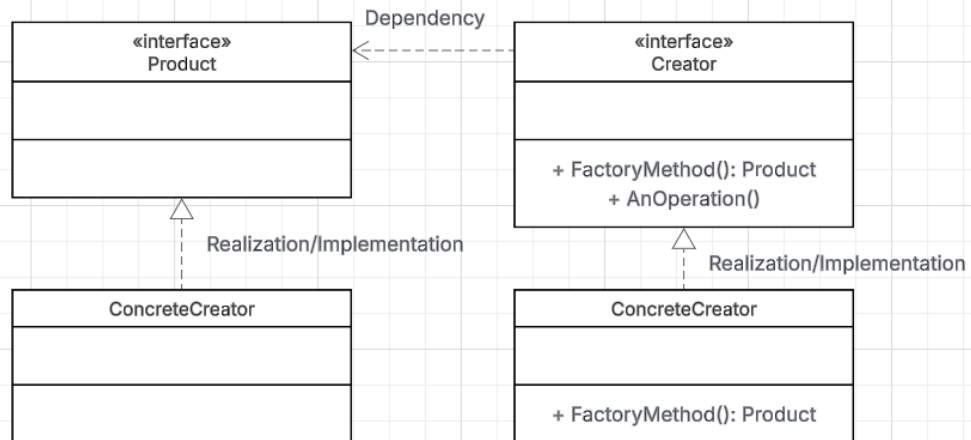 Dependency
«interface»
Product
«interface»
Creator
+ FactoryMethod(): Product
+ AnOperation()
Realization/Implementation
Realization/Implementation
ConcreteCreator
ConcreteCreator
+ FactoryMethod(): Product